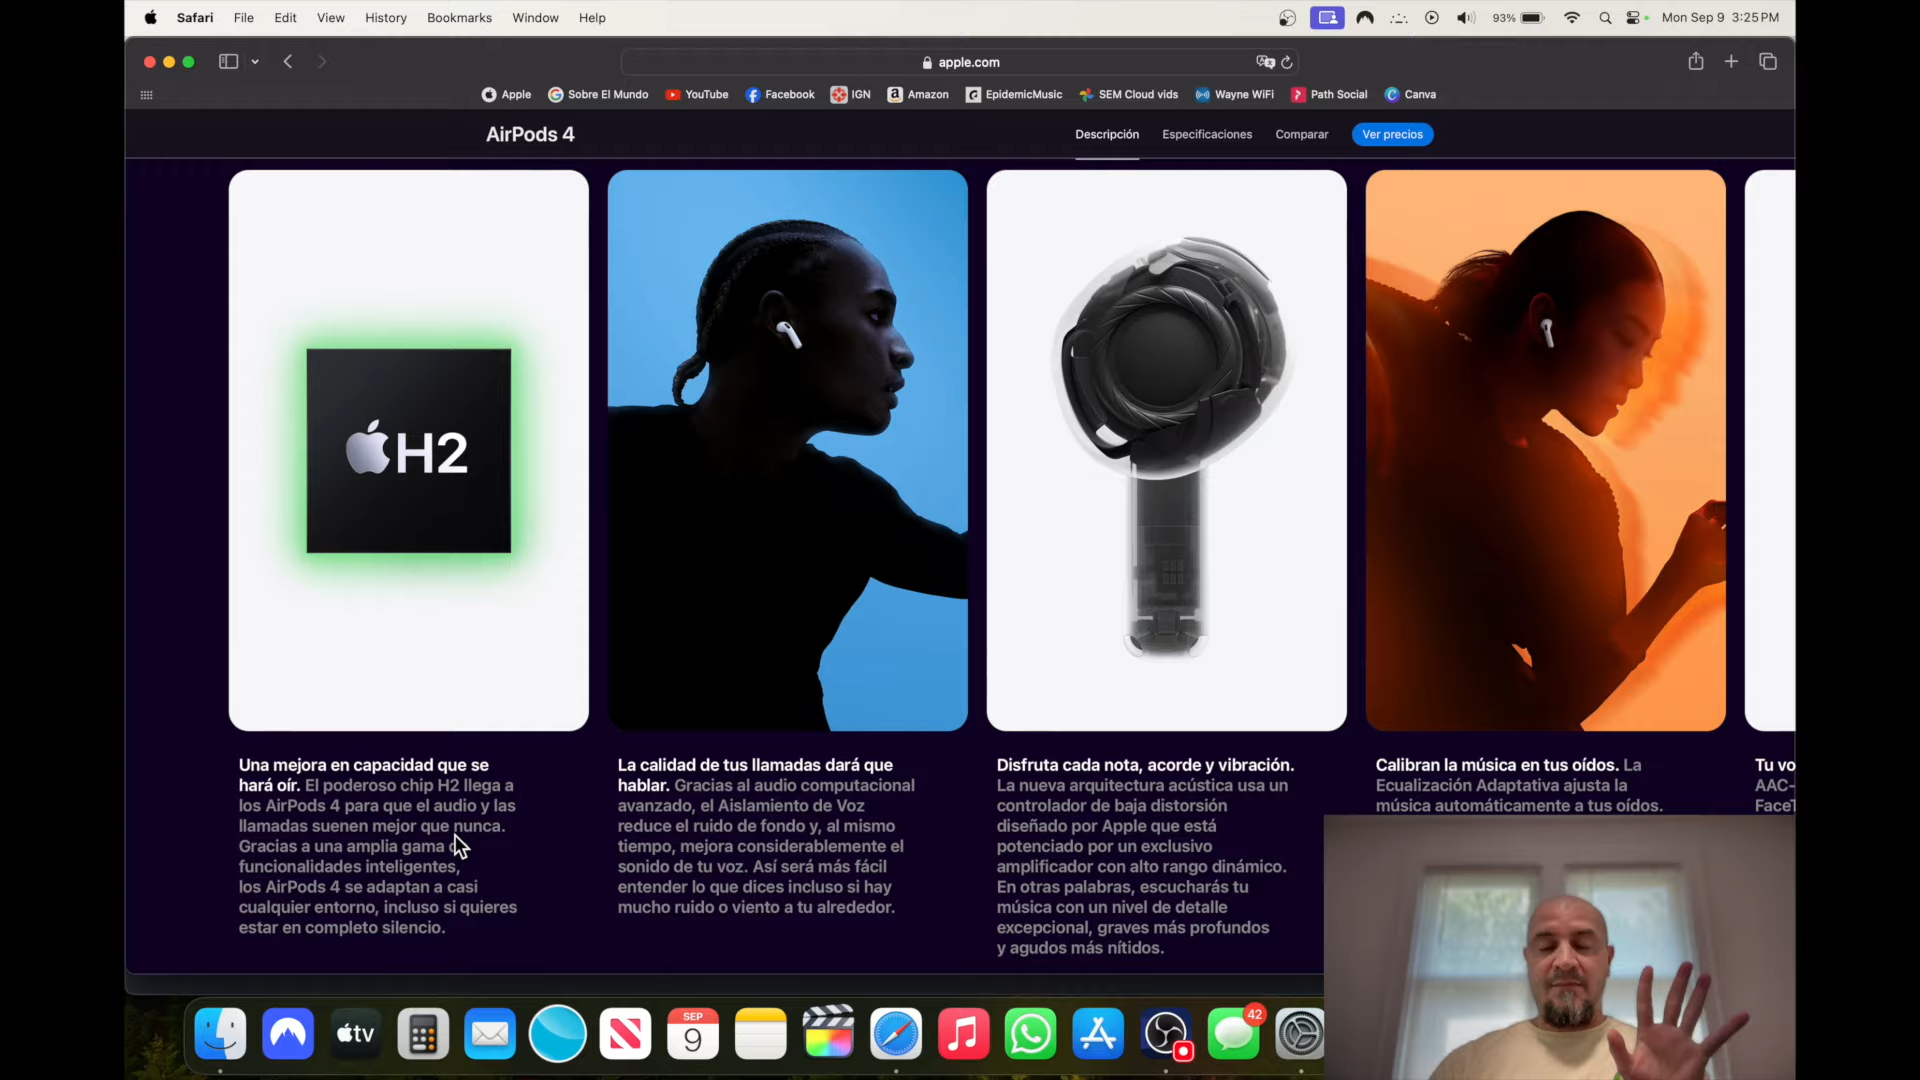 Safari File Edit View History Bookmarks Window Help
93% Mon Sep 9 3:25 PM
apple.com
Apple Sobre El Mundo YouTube Facebook IGN Amazon EpidemicMusic SEM Cloud vids Wayne WiFi Path Social Canva
AirPods 4
Descripción Especificaciones Comparar Ver precios
H2
Una mejora en capacidad que se
hará oír. El poderoso chip H2 llega a
los AirPods 4 para que el audio y las
llamadas suenen mejor que nunca.
Gracias a una amplia gama
funcionalidades inteligentes,
los AirPods 4 se adaptan a casi
cualquier entorno, incluso si quieres
estar en completo silencio.
La calidad de tus llamadas dará que
hablar. Gracias al audio computacional
avanzado, el Aislamiento de Voz
reduce el ruido de fondo y, al mismo
tiempo, mejora considerablemente el
sonido de tu voz. Así será más fácil
entender lo que dices incluso si hay
mucho ruido o viento a tu alrededor.
Disfruta cada nota, acorde y vibración.
La nueva arquitectura acústica usa un
controlador de baja distorsión
diseñado por Apple que está
potenciado por un exclusivo
amplificador con alto rango dinámico.
En otras palabras, escucharás tu
música con un nivel de detalle
excepcional, graves más profundos
y agudos más nítidos.
Calibran la música en tus oídos. La
Ecualización Adaptativa ajusta la
música automáticamente a tus oídos.
Tu vo
AAC-
FaceT
tv
SEP
9
42